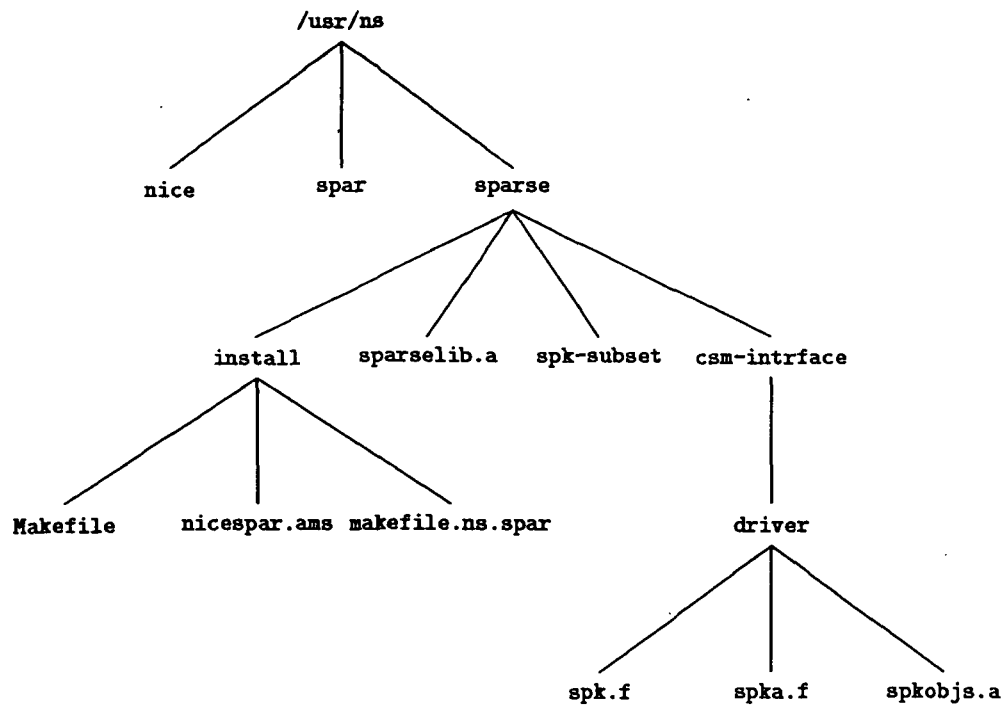 /usr/ns
nice spar sparse
install sparselib.a spk-subset csm-intrface
Makefile nicespar.ams makefile.ns.spar driver
spk.f spka.f spkobjs.a